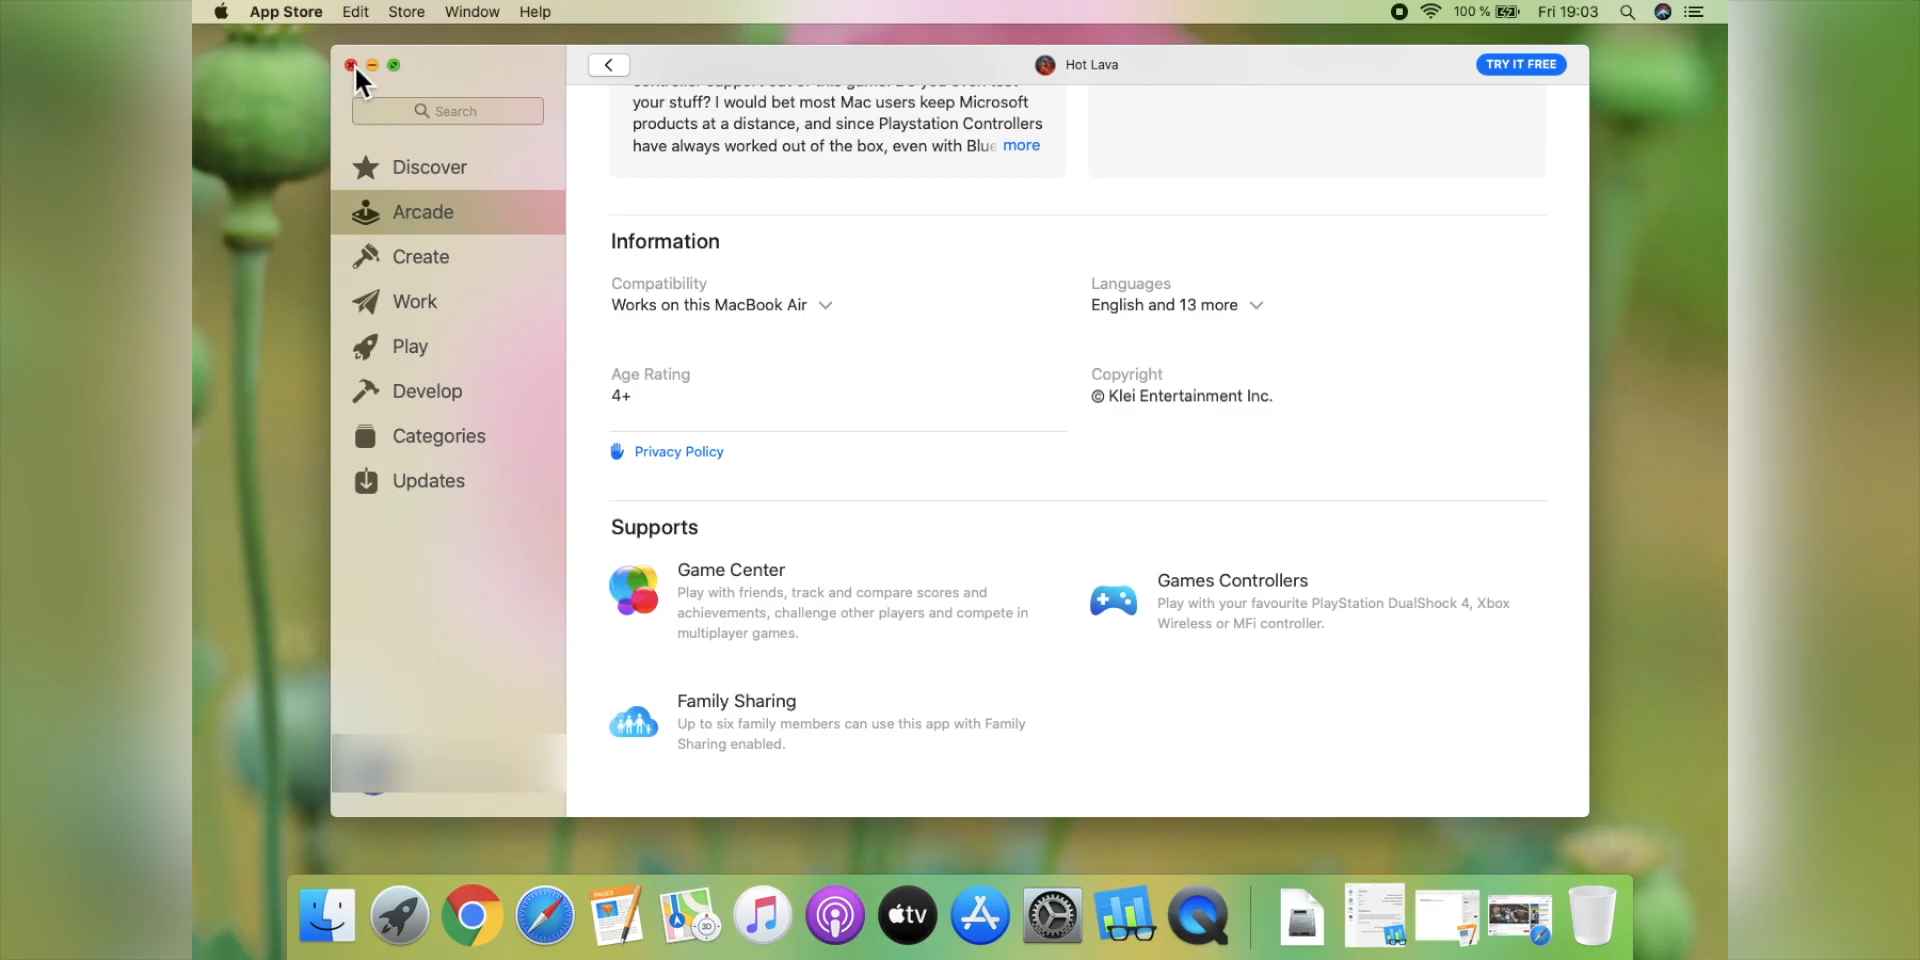 App Store Edit Store Window Help 100 % Fri 19:03
Hot Lava
TRY IT FREE
Search
your stuff? I would bet most Mac users keep Microsoft
products at a distance, and since Playstation Controllers
have always worked out of the box, even with Blue more
Discover
Arcade
Create
Work
Play
Develop
Categories
Updates
Information
Compatibility
Works on this MacBook Air
Languages
English and 13 more
Age Rating
4+
Copyright
© Klei Entertainment Inc.
Privacy Policy
Supports
Game Center
Play with friends, track and compare scores and
achievements, challenge other players and compete in
multiplayer games.
Games Controllers
Play with your favourite PlayStation DualShock 4, Xbox
Wireless or MFi controller.
Family Sharing
Up to six family members can use this app with Family
Sharing enabled.
PAGES
3D
tv